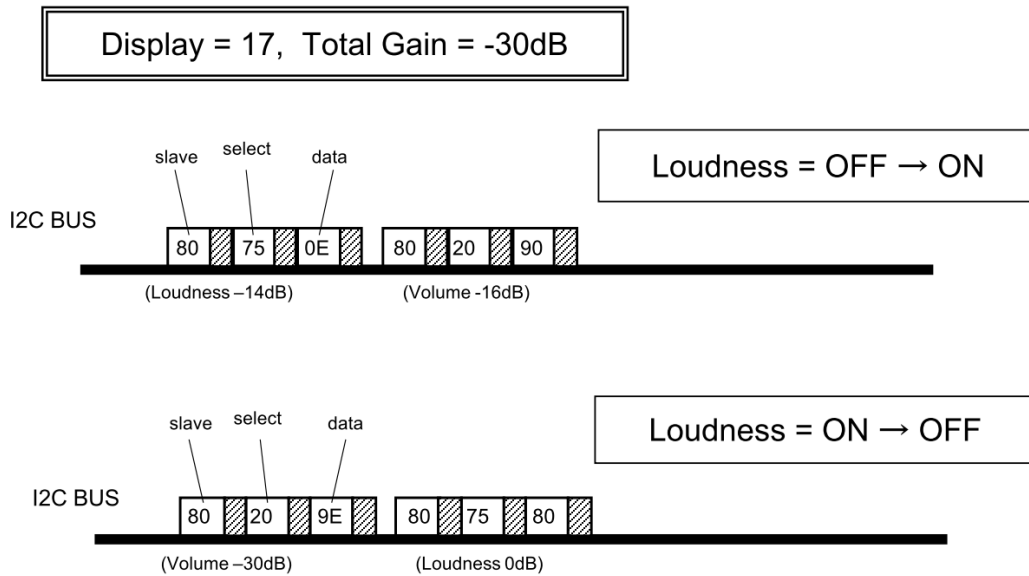 Display = 17,  Total Gain = -30dB
Loudness = OFF → ON
slave select data
I2C BUS
80 75 0E 80 20 90
(Loudness –14dB) (Volume -16dB)
Loudness = ON → OFF
slave select data
I2C BUS
80 20 9E 80 75 80
(Volume –30dB) (Loudness 0dB)